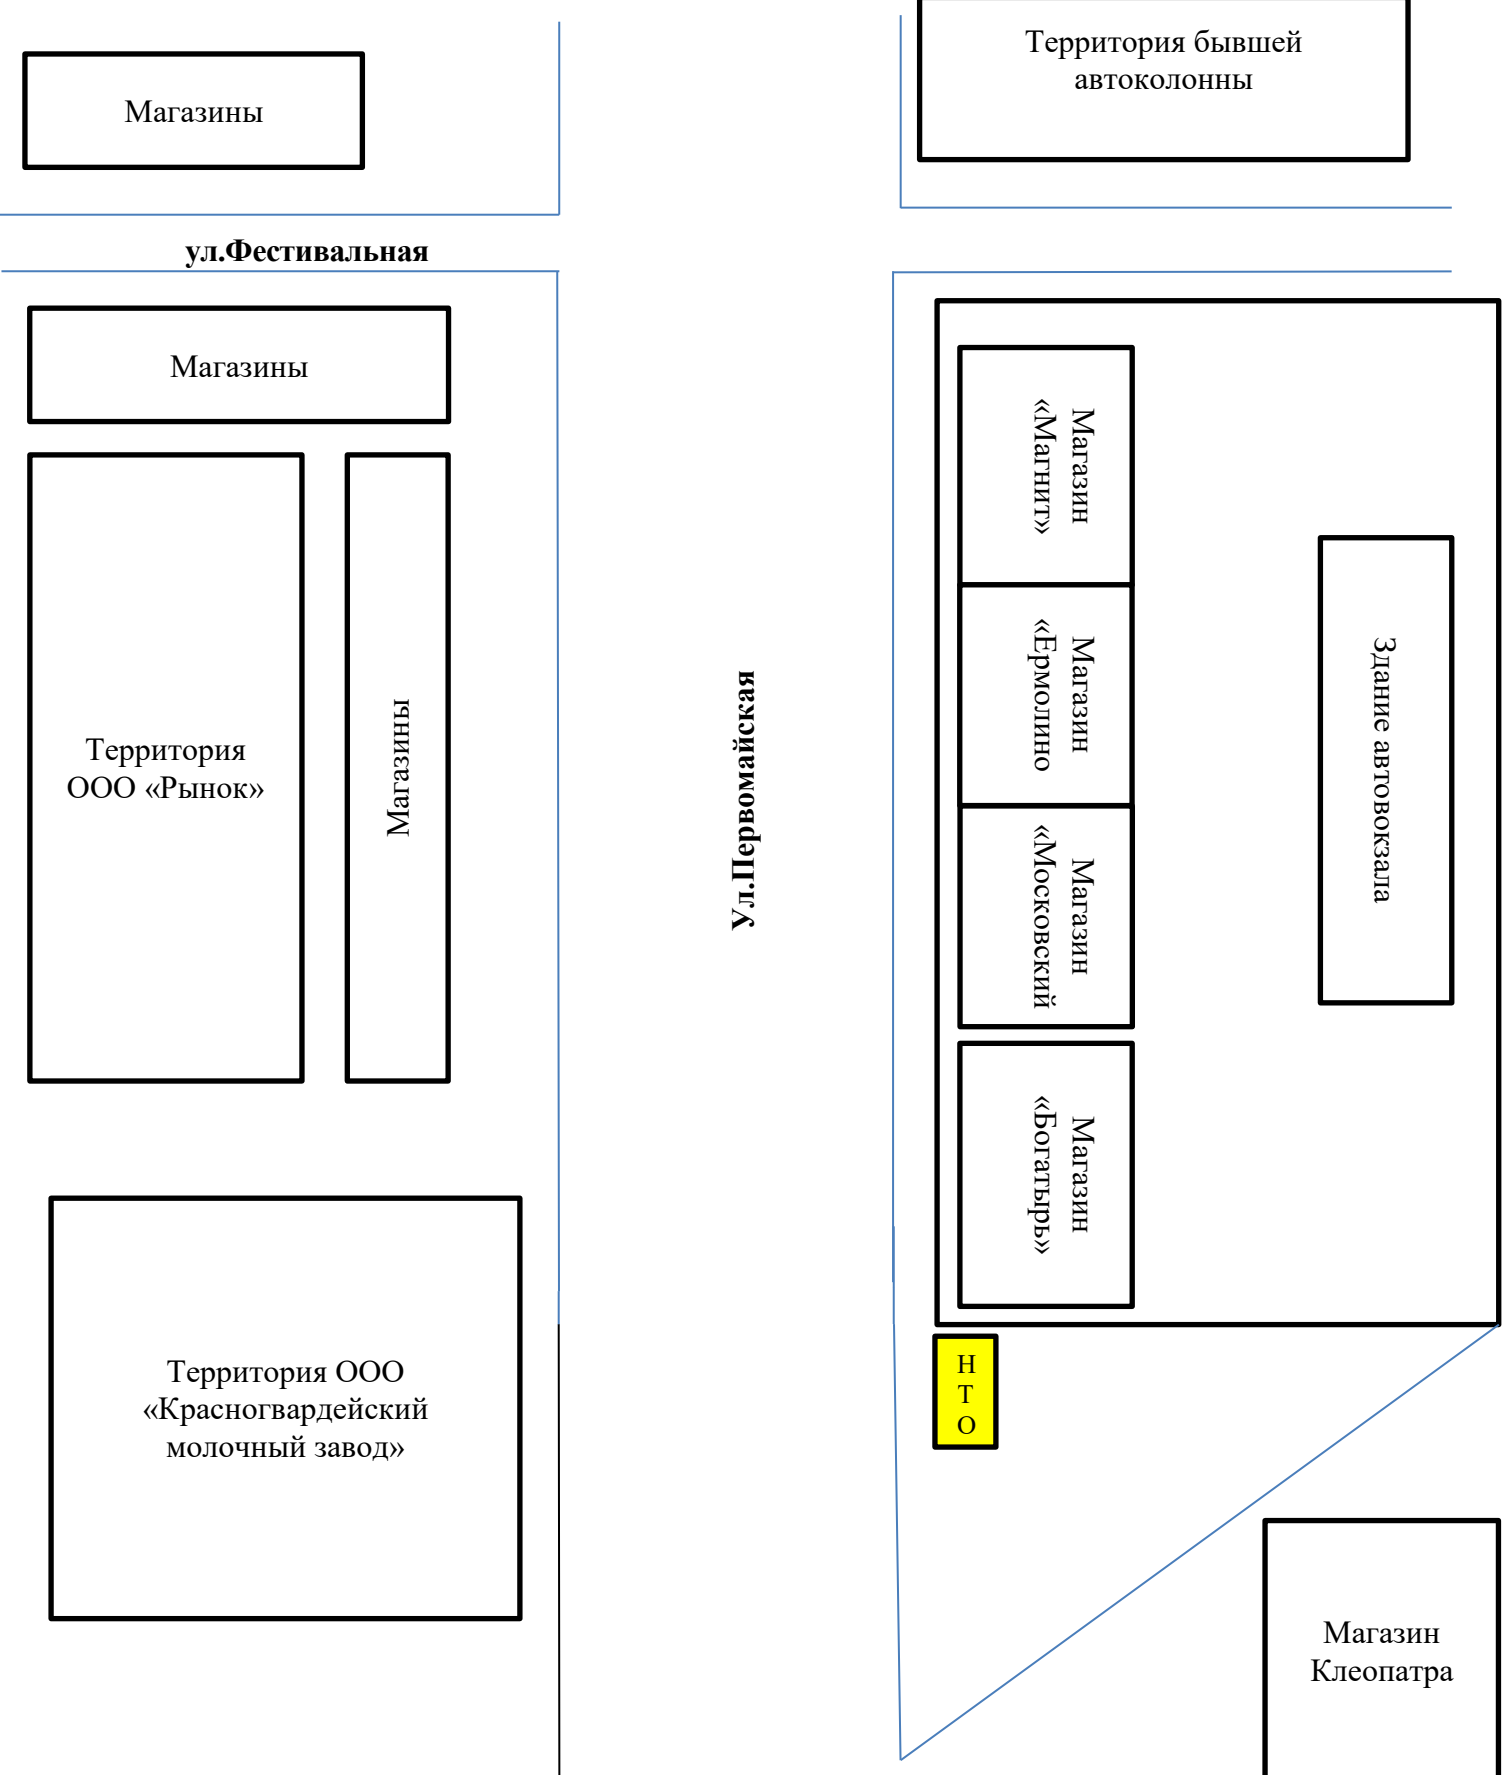 Территория бывшей
автоколонны
Магазины
ул.Фестивальная
Магазины
Магазин
«Магнит»
Магазин
«Ермолино
Здание автовокзала
Территория
ООО «Рынок»
Магазины
Ул.Первомайская
Магазин
«Московский
Магазин
«Богатырь»
Территория ООО
«Красногвардейский
молочный завод»
Н
Т
О
Магазин
Клеопатра